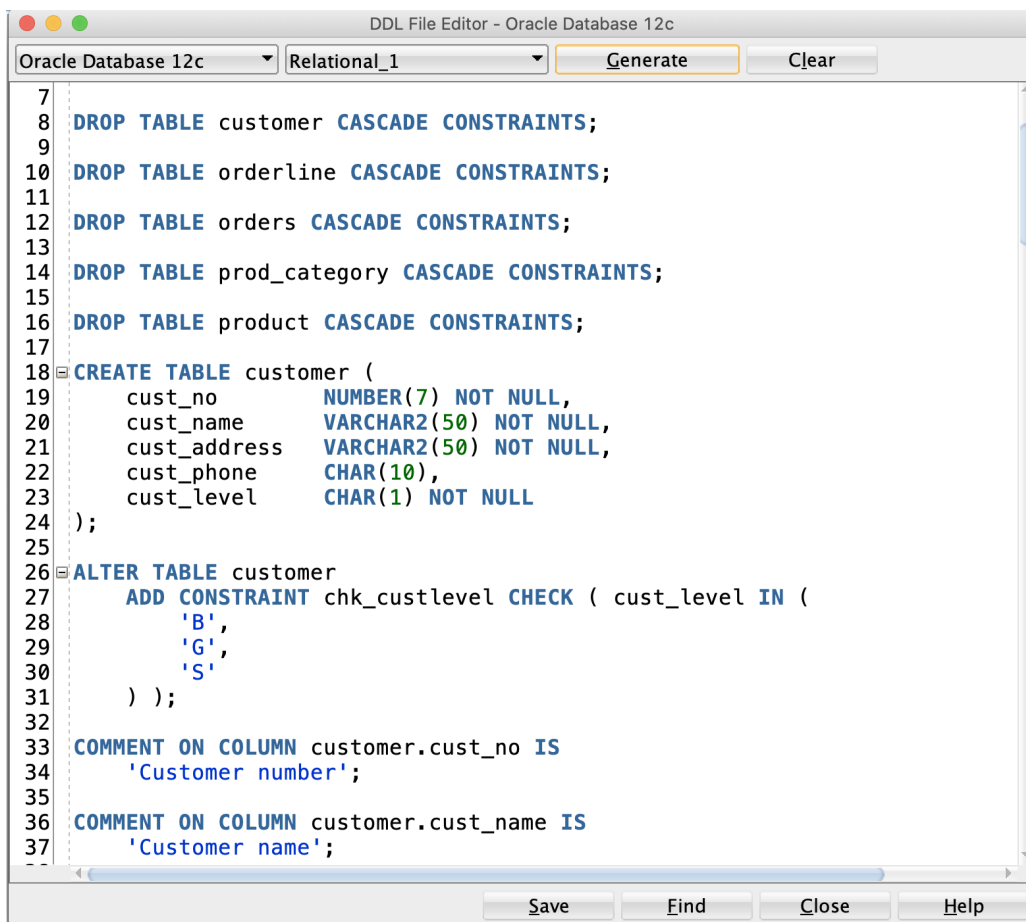 DDL File Editor - Oracle Database 12c
Oracle Database 12c Relational_1 Generate Clear
7
8 DROP TABLE customer CASCADE CONSTRAINTS;
9
10 DROP TABLE orderline CASCADE CONSTRAINTS;
11
12 DROP TABLE orders CASCADE CONSTRAINTS;
13
14 DROP TABLE prod_category CASCADE CONSTRAINTS;
15
16 DROP TABLE product CASCADE CONSTRAINTS;
17
18 CREATE TABLE customer (
19     cust_no        NUMBER(7) NOT NULL,
20     cust_name      VARCHAR2(50) NOT NULL,
21     cust_address   VARCHAR2(50) NOT NULL,
22     cust_phone     CHAR(10),
23     cust_level     CHAR(1) NOT NULL
24 );
25
26 ALTER TABLE customer
27     ADD CONSTRAINT chk_custlevel CHECK ( cust_level IN (
28         'B',
29         'G',
30         'S'
31     ) );
32
33 COMMENT ON COLUMN customer.cust_no IS
34     'Customer number';
35
36 COMMENT ON COLUMN customer.cust_name IS
37     'Customer name';
Save Find Close Help